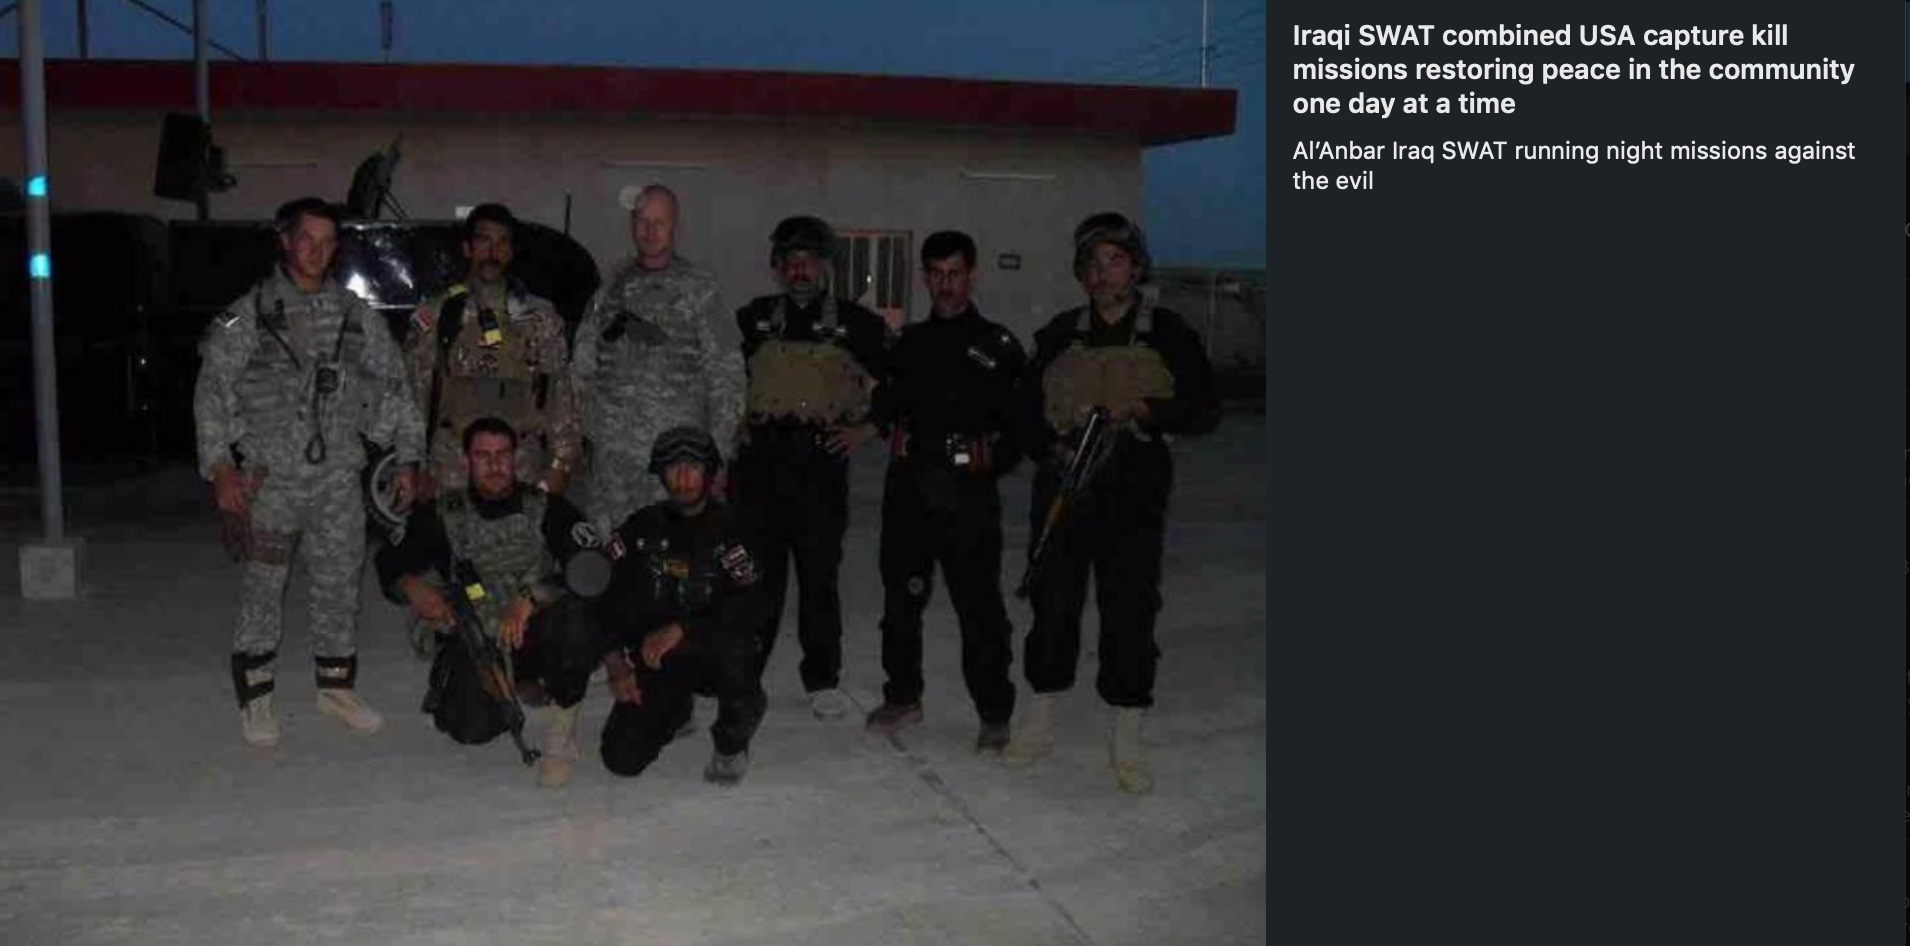 Iraqi SWAT combined USA capture kill
missions restoring peace in the community
one day at a time
Al’Anbar Iraq SWAT running night missions against
the evil